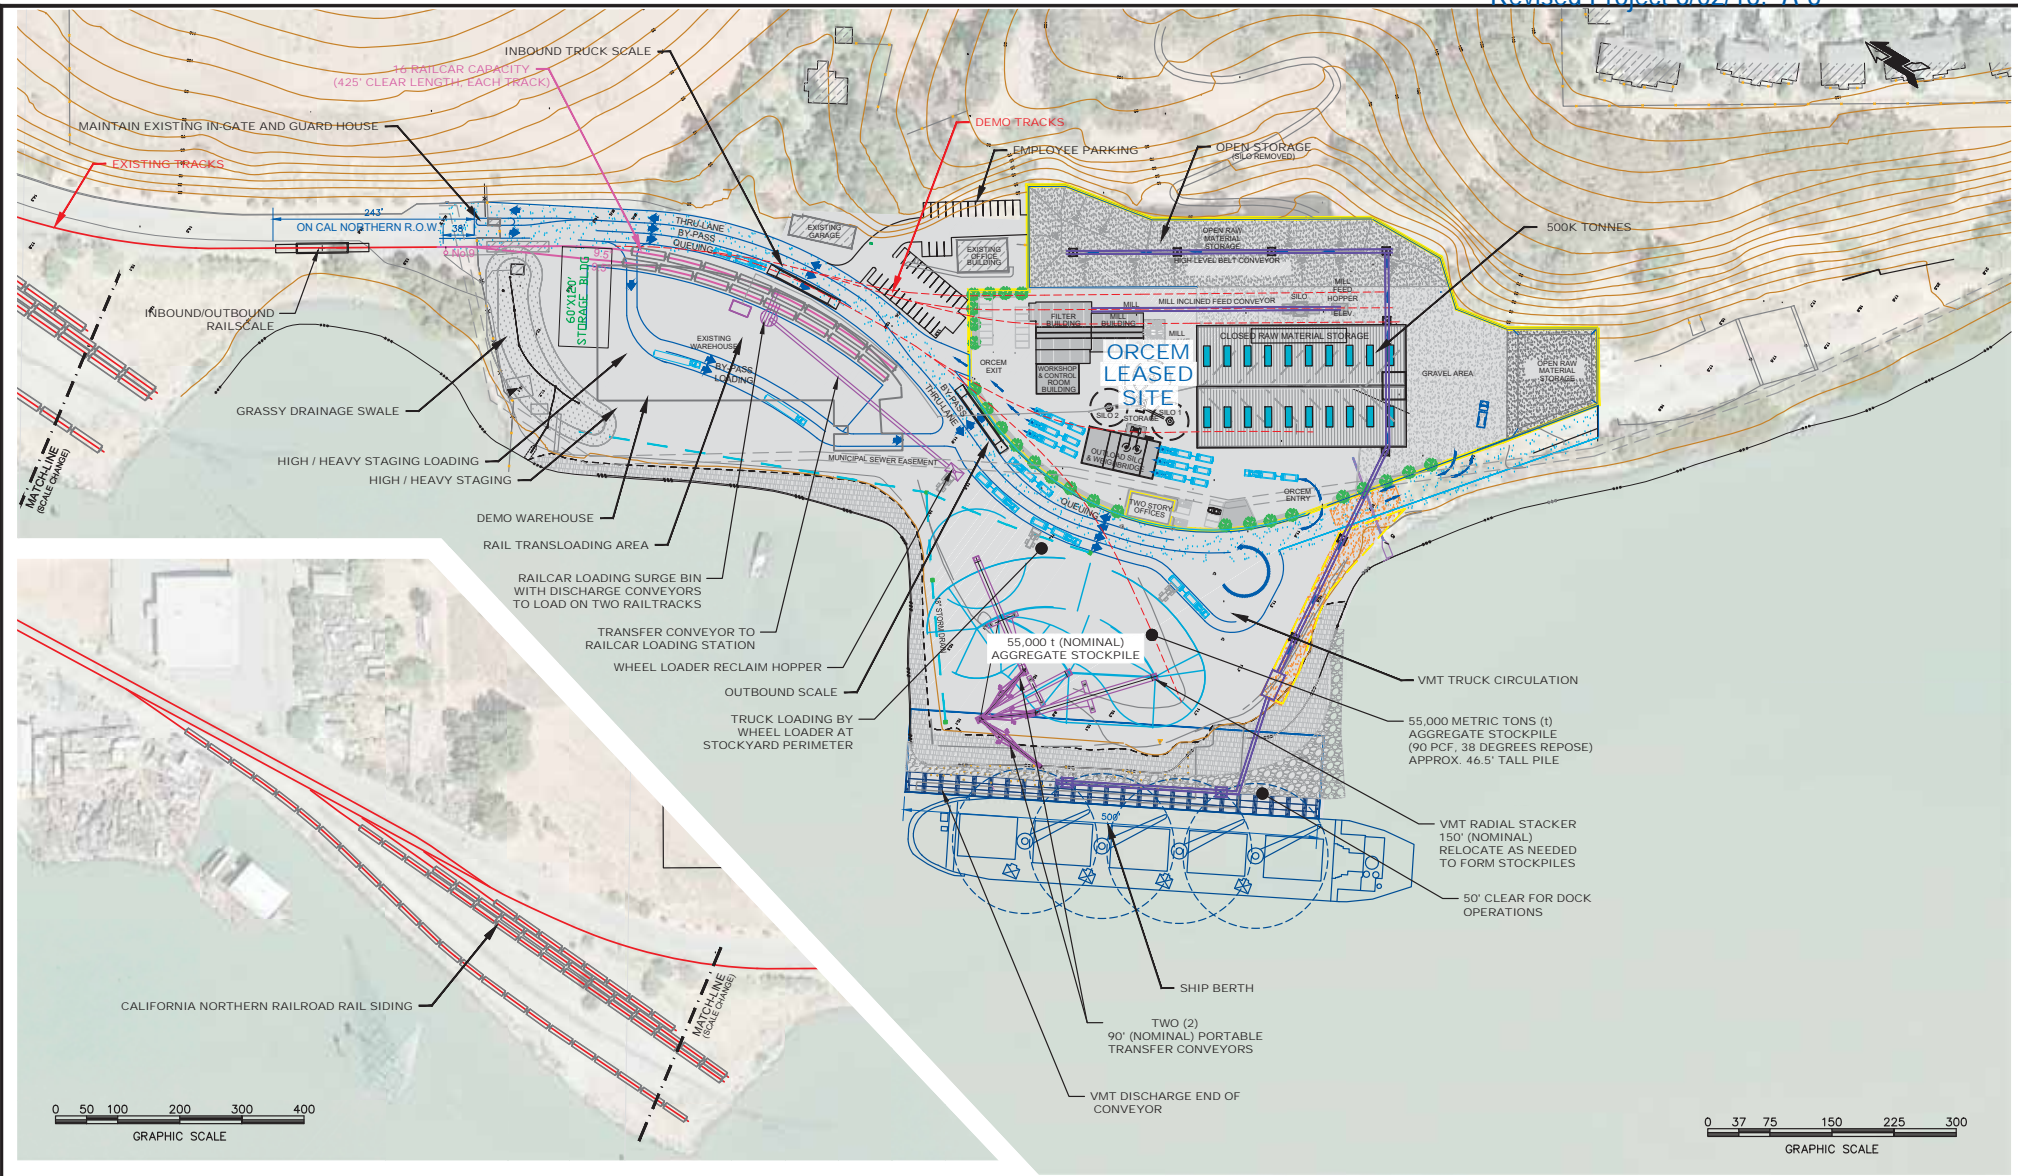 INBOUND TRUCK SCALE
16 RAILCAR CAPACITY
(425' CLEAR LENGTH, EACH TRACK)
MAINTAIN EXISTING IN-GATE AND GUARD HOUSE
EXISTING TRACKS
DEMO TRACKS
EMPLOYEE PARKING
OPEN STORAGE
(SILO REMOVED)
500K TONNES
243'
ON CAL NORTHERN R.O.W.
38'
THRU-LANE
BY-PASS
QUEUING
EXISTING
GARAGE
EXISTING
OFFICE
BUILDING
OPEN RAW
MATERIAL
STORAGE
HIGH LEVEL BELT CONVEYOR
MILL INCLINED FEED CONVEYOR
SILO
MILL
FEED
HOPPER
ELEV
MILL
MILL
BUILDING
FILTER
BUILDING
MILL
CLOSED RAW MATERIAL STORAGE
60'X120'
STORAGE BLDG
INBOUND/OUTBOUND
RAILSCALE
EXISTING
WAREHOUSE
BY-PASS
LOADING
ORCEM
EXIT
WORKSHOP
& CONTROL
ROOM
BUILDING
ORCEM
LEASED
SITE
SILO 2
STORAGE
SILO 1
GRAVEL AREA
OPEN RAW
MATERIAL
STORAGE
BY-PASS
THRU-LANE
GRASSY DRAINAGE SWALE
HIGH / HEAVY STAGING LOADING
HIGH / HEAVY STAGING
MUNICIPAL SEWER EASEMENT
OUTLOAD SILO
& WEIGHBRIDGE
TWO STORY
OFFICES
ORCEM
ENTRY
QUEUING
DEMO WAREHOUSE
RAIL TRANSLOADING AREA
RAILCAR LOADING SURGE BIN
WITH DISCHARGE CONVEYORS
TO LOAD ON TWO RAILTRACKS
TRANSFER CONVEYOR TO
RAILCAR LOADING STATION
WHEEL LOADER RECLAIM HOPPER
OUTBOUND SCALE
TRUCK LOADING BY
WHEEL LOADER AT
STOCKYARD PERIMETER
STORMDRAIN
55,000 t (NOMINAL)
AGGREGATE STOCKPILE
VMT TRUCK CIRCULATION
55,000 METRIC TONS (t)
AGGREGATE STOCKPILE
(90 PCF, 38 DEGREES REPOSE)
APPROX. 46.5' TALL PILE
VMT RADIAL STACKER
150' (NOMINAL)
RELOCATE AS NEEDED
TO FORM STOCKPILES
50' CLEAR FOR DOCK
OPERATIONS
500'
SHIP BERTH
TWO (2)
90' (NOMINAL) PORTABLE
TRANSFER CONVEYORS
VMT DISCHARGE END OF
CONVEYOR
MATCH-LINE
(SCALE CHANGE)
CALIFORNIA NORTHERN RAILROAD RAIL SIDING
MATCH-LINE
(SCALE CHANGE)
0 50 100 200 300 400
GRAPHIC SCALE
0 37 75 150 225 300
GRAPHIC SCALE